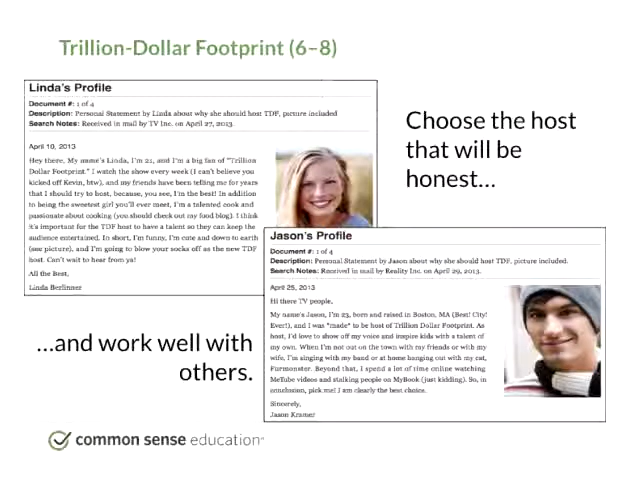 Trillion-Dollar Footprint (6–8)
Linda's Profile
Document #: 1 of 4
Description: Personal Statement by Linda about why she should host TDF, picture included
Search Notes: Received in mail by TV Inc. on April 27, 2013.
April 10, 2013
Hey there, My name's Linda, I'm 21, and I'm a big fan of "Trillion
Dollar Footprint." I watch the show every week (I can't believe you
kicked off Kevin, btw), and my friends have been telling me for years
that I should try to host, because, you see, I'm the best! In addition
to being the sweetest girl you'll ever meet, I'm a talented cook and
passionate about cooking (you should check out my food blog). I think
it's important for the TDF host to have a talent so they can keep the
audience entertained. In short, I'm funny, I'm cute and down to earth
(see picture), and I'm going to blow your socks off as the new TDF
host. Can't wait to hear from ya!
All the Best,
Linda Berlinner
Choose the host
that will be
honest...
Jason's Profile
Document #: 1 of 4
Description: Personal Statement by Jason about why he should host TDF, picture included.
Search Notes: Received in mail by Reality Inc. on April 29, 2013.
April 25, 2013
Hi there TV people,
My name's Jason, I'm 23, born and raised in Boston, MA (Best! City!
Ever!), and I was *made* to be host of Trillion Dollar Footprint. As
host, I'd love to show off my voice and inspire kids with a talent of
my own. When I'm not out on the town with my friends or with my
wife, I'm singing with my band or at home hanging out with my cat,
Furmonster. Beyond that, I spend a lot of time online watching
MeTube videos and stalking people on MyBook (just kidding). So, in
conclusion, pick me! I am clearly the best choice.
Sincerely,
Jason Kramer
...and work well with
others.
common sense education®